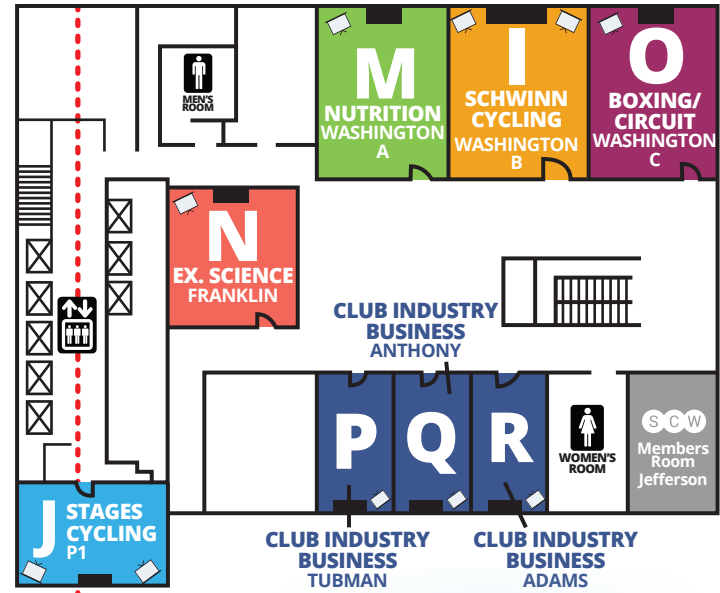 MEN'S
ROOM
M
NUTRITION
WASHINGTON
A
I
SCHWINN
CYCLING
WASHINGTON
B
O
BOXING/
CIRCUIT
WASHINGTON
C
N
EX. SCIENCE
FRANKLIN
CLUB INDUSTRY
BUSINESS
ANTHONY
P
Q
R
WOMEN'S
ROOM
SCW
Members
Room
Jefferson
J
STAGES
CYCLING
P1
CLUB INDUSTRY
BUSINESS
TUBMAN
CLUB INDUSTRY
BUSINESS
ADAMS